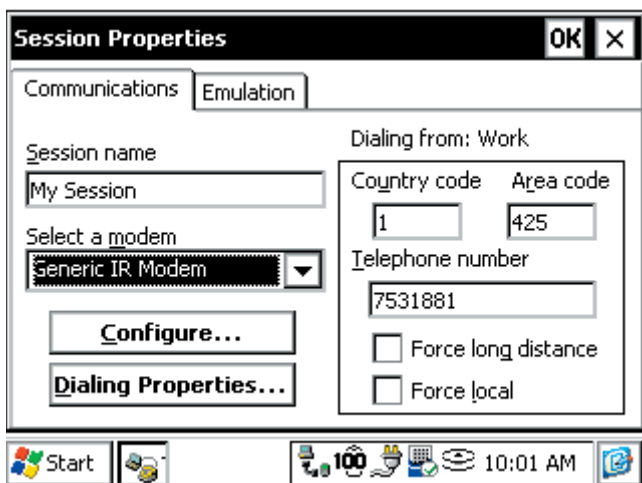 Session Properties OK ×
Communications Emulation
Session name
My Session
Select a modem
Generic IR Modem
Configure...
Dialing Properties...
Dialing from: Work
Country code Area code
1 425
Telephone number
7531881
Force long distance
Force local
Start 100 10:01 AM